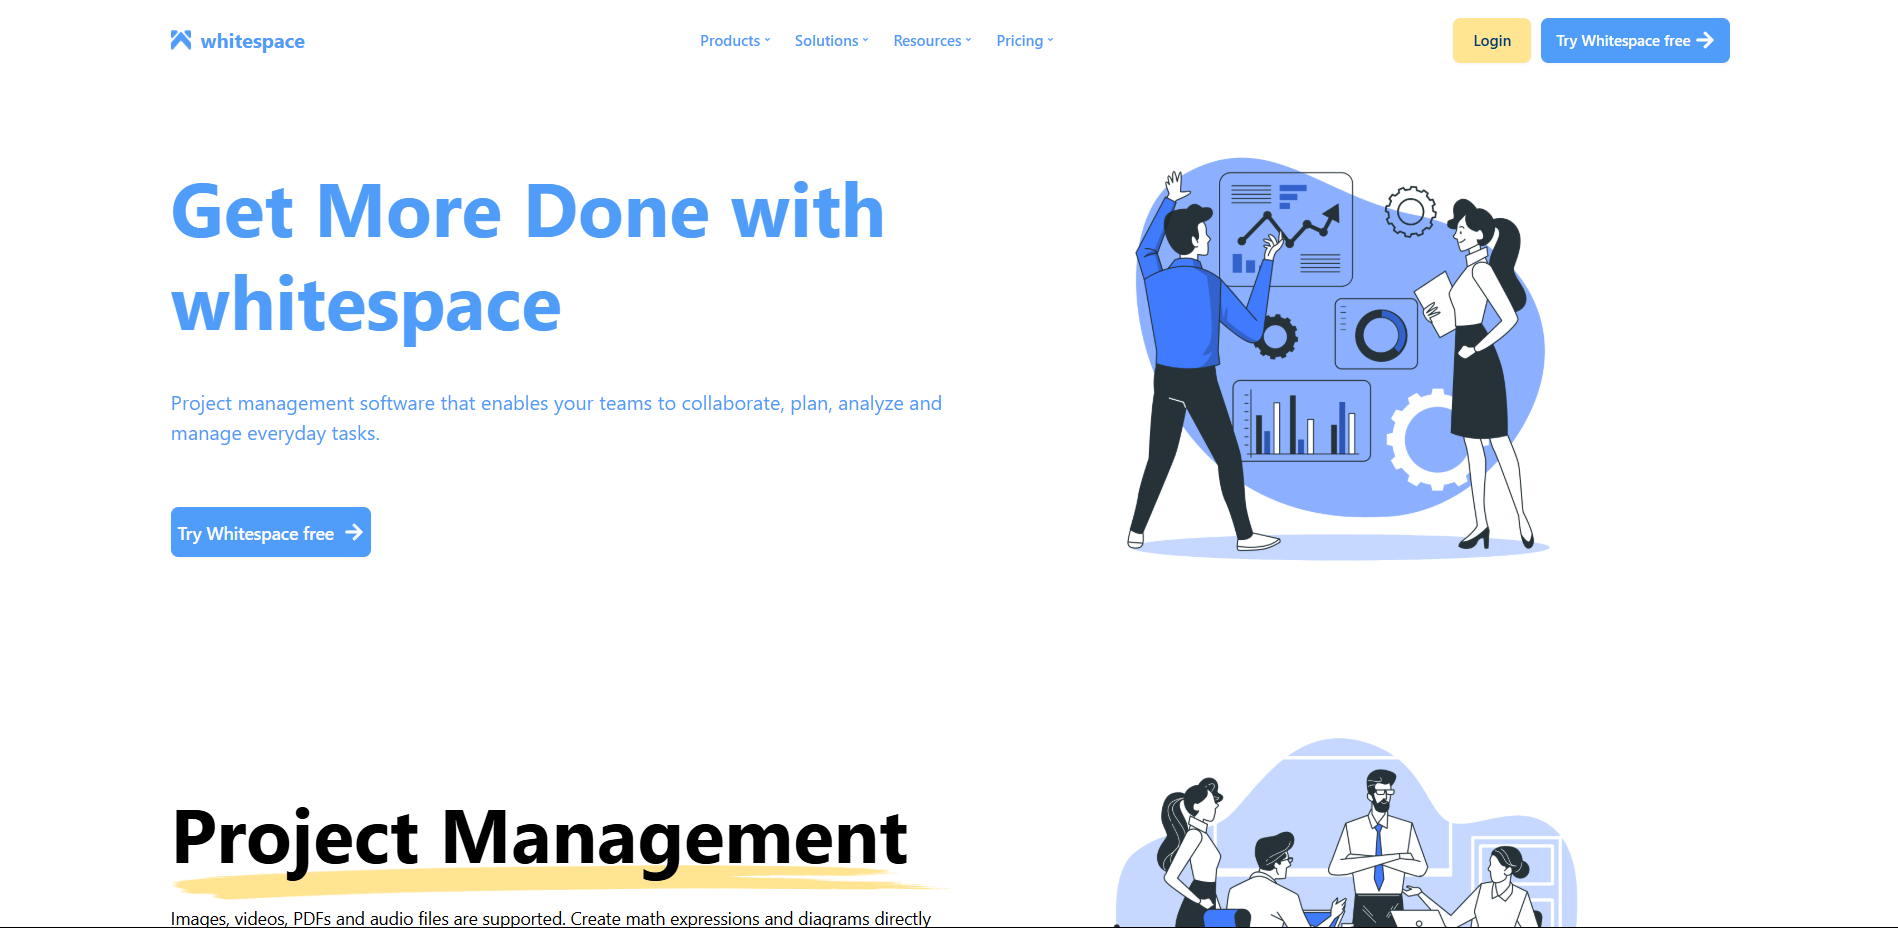 whitespace
Products
Solutions
Resources
Pricing
Login
Try Whitespace free
Get More Done with
whitespace
Project management software that enables your teams to collaborate, plan, analyze and
manage everyday tasks.
Try Whitespace free
Project Management
Images, videos, PDFs and audio files are supported. Create math expressions and diagrams directly